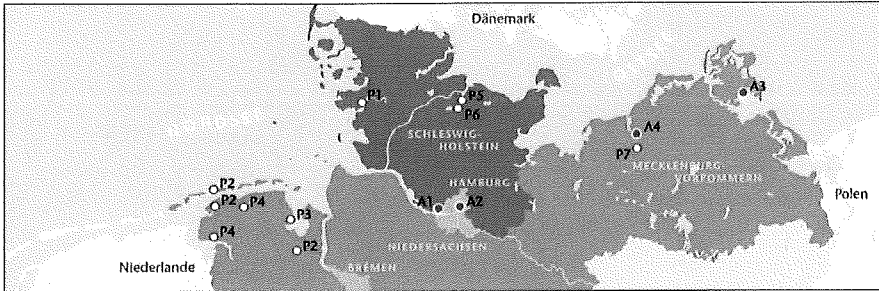 Dänemark
A3
P1
P5
P6
SCHLESWIG-
HOLSTEIN
A4
P7
MECKLENBURG-
VORPOMMERN
HAMBURG
P2
Polen
P2
P4
A1
A2
P3
P4
NIEDERSACHSEN
P2
Niederlande
BREMEN